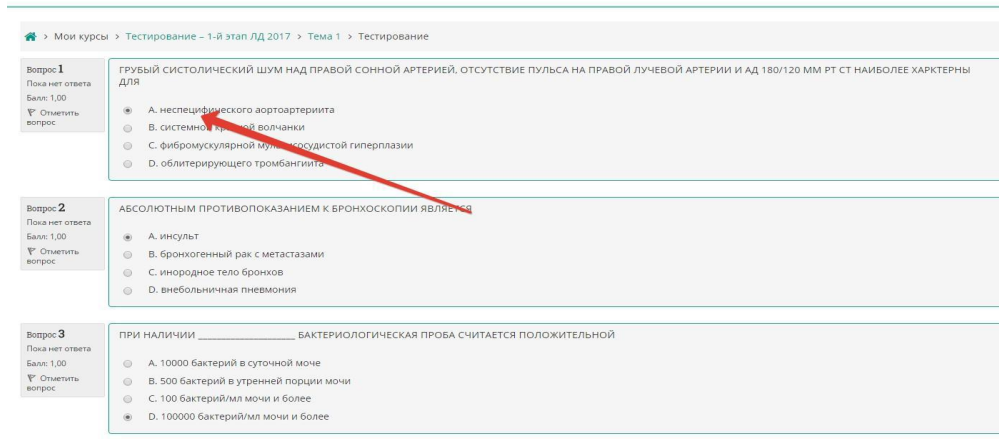 Мои курсы > Тестирование – 1-й этап ЛД 2017 > Тема 1 > Тестирование
Вопрос 1
Пока нет ответа
Балл: 1,00
Отметить
вопрос
ГРУБЫЙ СИСТОЛИЧЕСКИЙ ШУМ НАД ПРАВОЙ СОННОЙ АРТЕРИЕЙ, ОТСУТСТВИЕ ПУЛЬСА НА ПРАВОЙ ЛУЧЕВОЙ АРТЕРИИ И АД 180/120 ММ РТ СТ НАИБОЛЕЕ ХАРКТЕРНЫ
ДЛЯ
A. неспецифического аортоартериита
B. системной красной волчанки
C. фибромускулярной мультисосудистой гиперплазии
D. облитерирующего тромбангиита
Вопрос 2
Пока нет ответа
Балл: 1,00
Отметить
вопрос
АБСОЛЮТНЫМ ПРОТИВОПОКАЗАНИЕМ К БРОНХОСКОПИИ ЯВЛЯЕТСЯ
A. инсульт
B. бронхогенный рак с метастазами
C. инородное тело бронхов
D. внебольничная пневмония
Вопрос 3
Пока нет ответа
Балл: 1,00
Отметить
вопрос
ПРИ НАЛИЧИИ ____________________ БАКТЕРИОЛОГИЧЕСКАЯ ПРОБА СЧИТАЕТСЯ ПОЛОЖИТЕЛЬНОЙ
A. 10000 бактерий в суточной моче
B. 500 бактерий в утренней порции мочи
C. 100 бактерий/мл мочи и более
D. 100000 бактерий/мл мочи и более